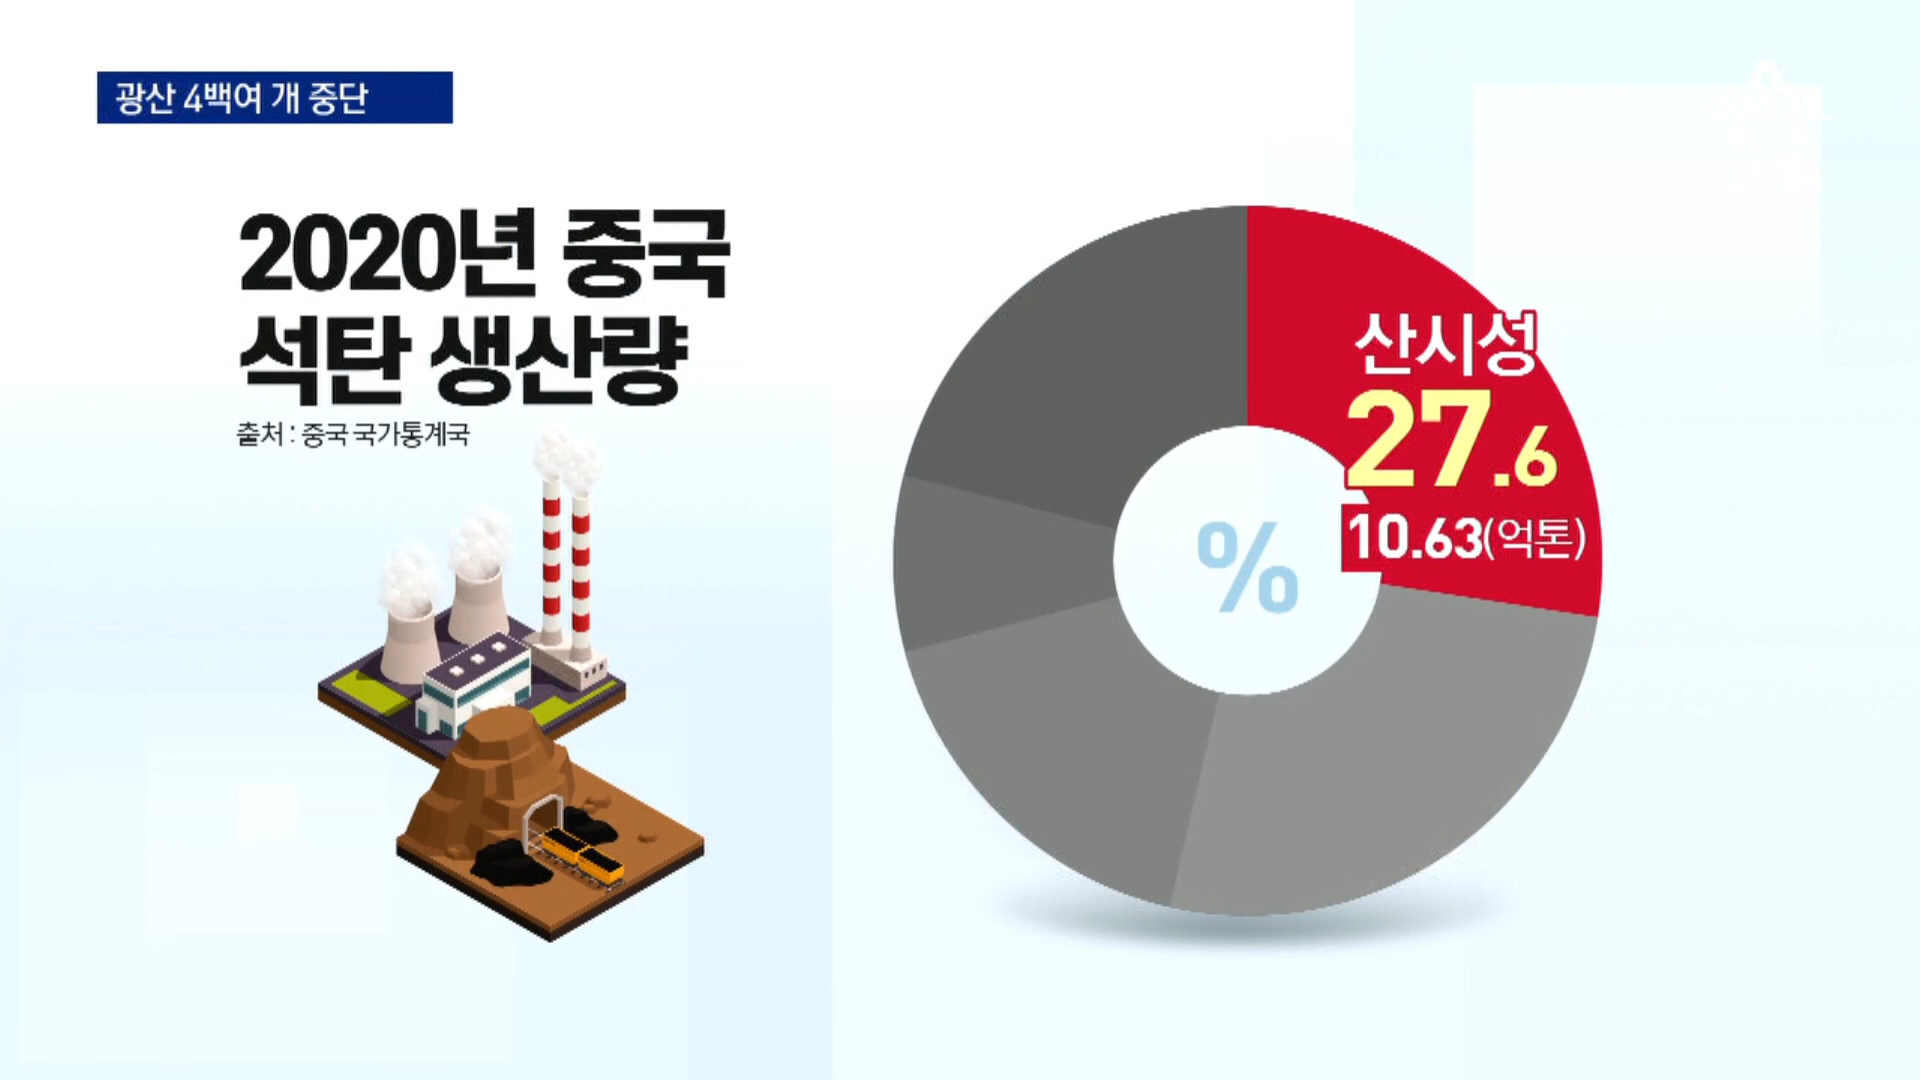 광산 4백여 개 중단
2020년 중국
석탄 생산량
출처 : 중국 국가통계국
산시성
27.6
10.63(억톤)
%